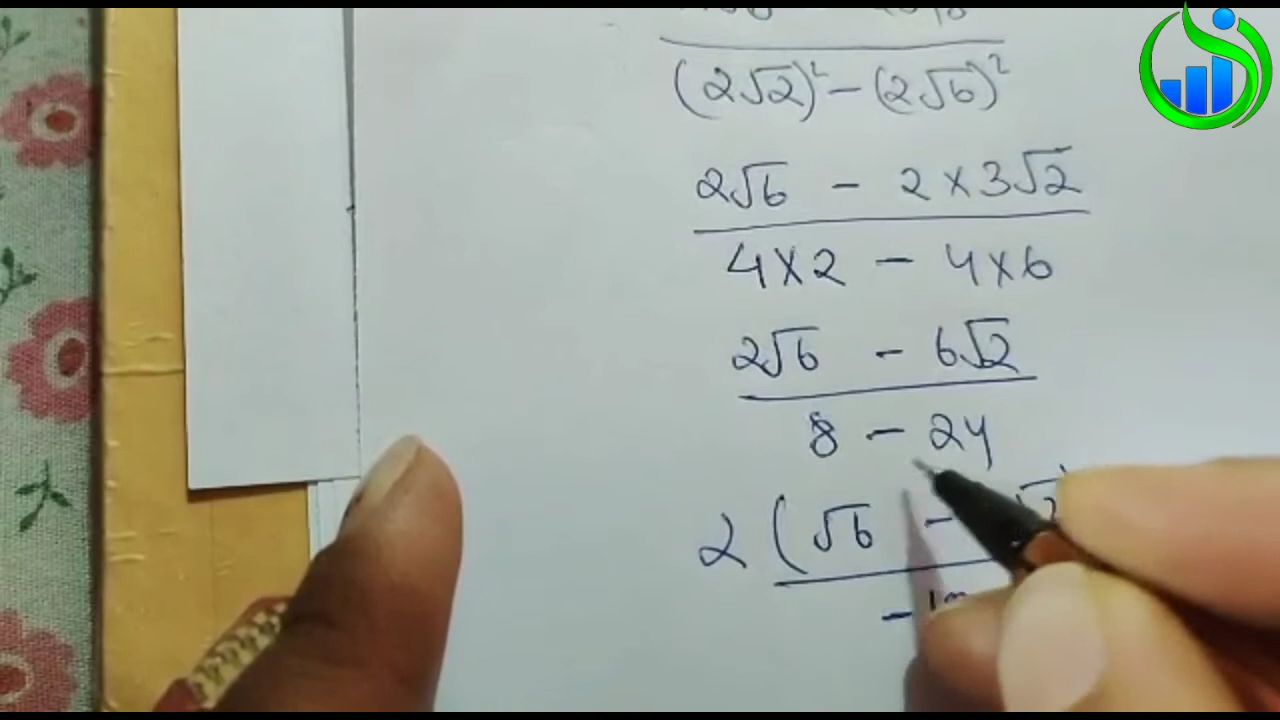 (2√2)² - (2√6)²
2√6 - 2×3√2
4×2 - 4×6
2√6 - 6√2
8 - 24
2 (√6 -